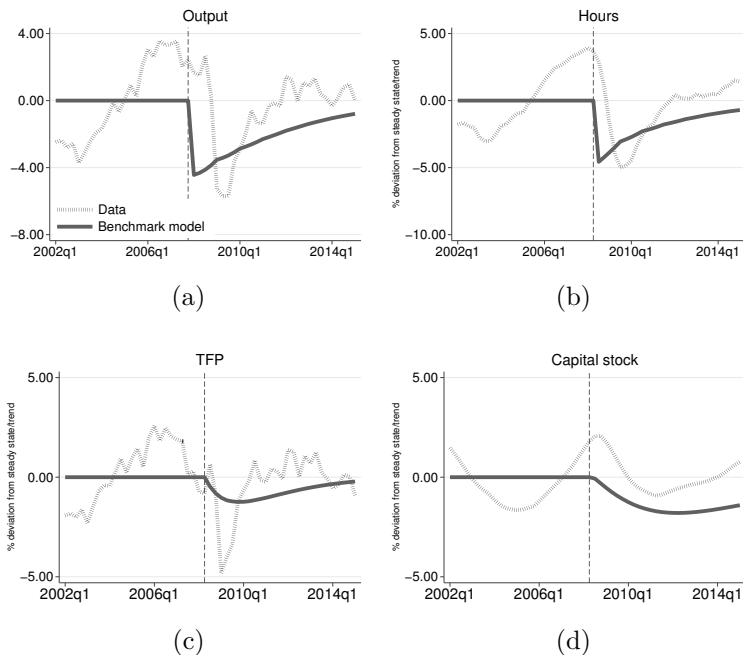 Output
4.00
0.00
−4.00
−8.00
Data
Benchmark model
2002q1 2006q1 2010q1 2014q1
(a)
Hours
% deviation from steady state/trend
5.00
0.00
−5.00
−10.00
2002q1 2006q1 2010q1 2014q1
(b)
TFP
% deviation from steady state/trend
5.00
0.00
−5.00
2002q1 2006q1 2010q1 2014q1
(c)
Capital stock
% deviation from steady state/trend
5.00
0.00
−5.00
2002q1 2006q1 2010q1 2014q1
(d)